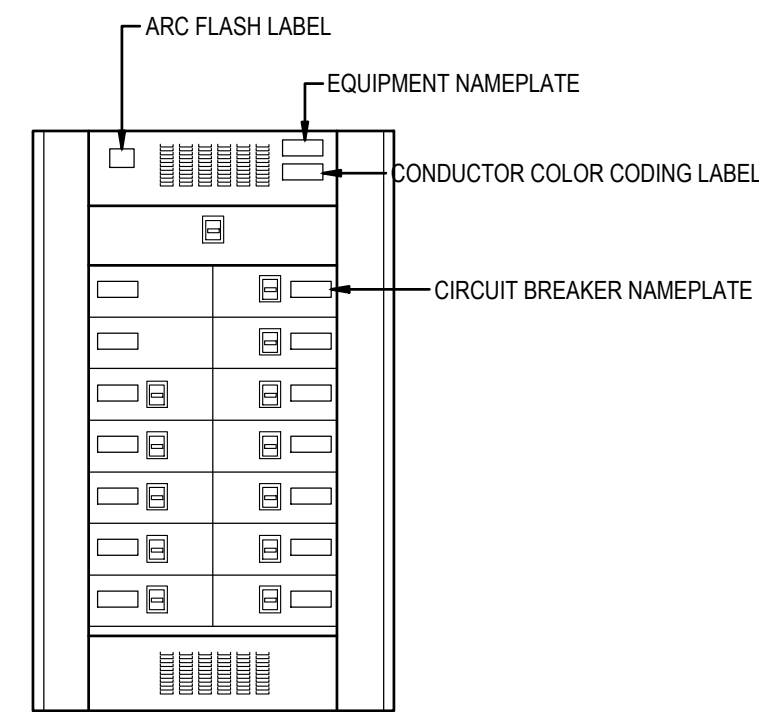 ARC FLASH LABEL
EQUIPMENT NAMEPLATE
CONDUCTOR COLOR CODING LABEL
CIRCUIT BREAKER NAMEPLATE